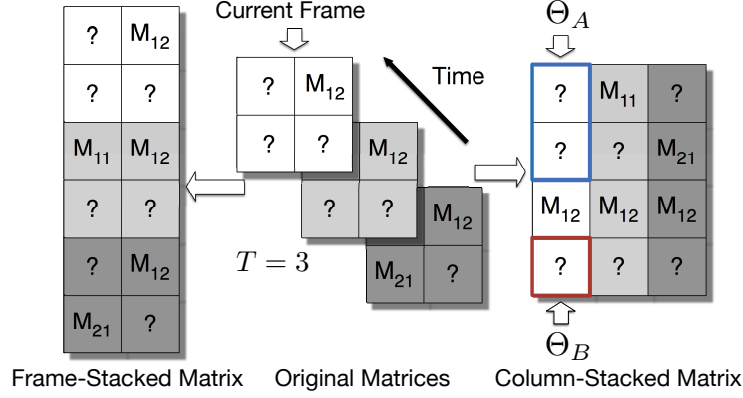 Current Frame
Θ_A
? M₁₂
? ?
M₁₁ M₁₂
? ?
? M₁₂
M₂₁ ?
Time
? M₁₂
? ?
M₁₂
? ?
M₁₂
M₂₁ ?
T = 3
? M₁₁ ?
? ? M₂₁
M₁₂ M₁₂ M₁₂
? ? ?
Θ_B
Frame-Stacked Matrix
Original Matrices
Column-Stacked Matrix